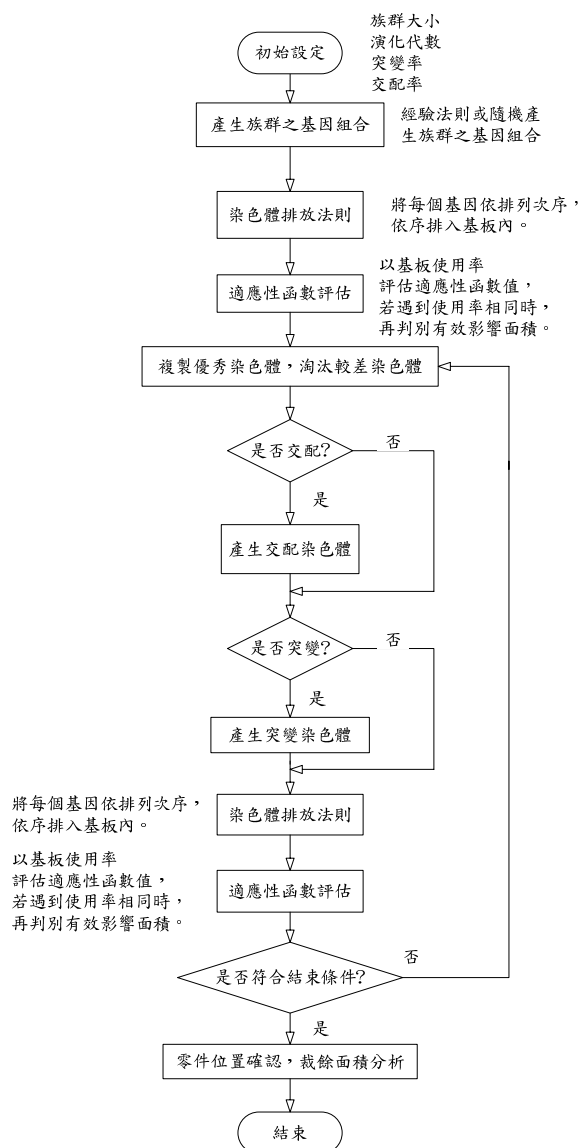 族群大小
演化代數
突變率
交配率
初始設定
產生族群之基因組合
經驗法則或隨機產
生族群之基因組合
染色體排放法則
將每個基因依排列次序，
依序排入基板內。
適應性函數評估
以基板使用率
評估適應性函數值，
若遇到使用率相同時，
再判別有效影響面積。
複製優秀染色體，淘汰較差染色體
是否交配?
否
是
產生交配染色體
是否突變?
否
是
產生突變染色體
將每個基因依排列次序，
依序排入基板內。
染色體排放法則
以基板使用率
評估適應性函數值，
若遇到使用率相同時，
再判別有效影響面積。
適應性函數評估
是否符合結束條件?
否
是
零件位置確認，裁餘面積分析
結束